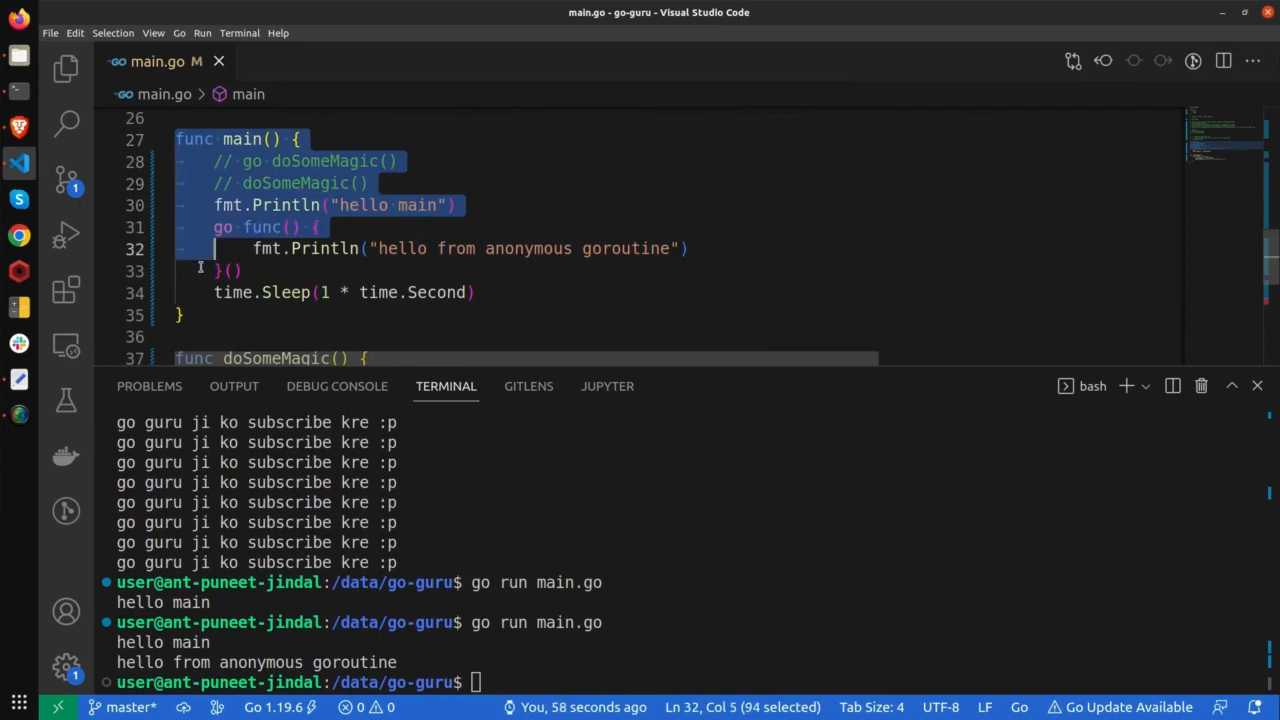 main.go - go-guru - Visual Studio Code
File Edit Selection View Go Run Terminal Help
main.go M
main.go > main
26
27 func main() {
28 // go doSomeMagic()
29 // doSomeMagic()
30 fmt.Println("hello main")
31 go func() {
32 fmt.Println("hello from anonymous goroutine")
33 }()
34 time.Sleep(1 * time.Second)
35 }
36
37 func doSomeMagic() {
PROBLEMS OUTPUT DEBUG CONSOLE TERMINAL GITLENS JUPYTER bash
go guru ji ko subscribe kre :p
go guru ji ko subscribe kre :p
go guru ji ko subscribe kre :p
go guru ji ko subscribe kre :p
go guru ji ko subscribe kre :p
go guru ji ko subscribe kre :p
go guru ji ko subscribe kre :p
go guru ji ko subscribe kre :p
user@ant-puneet-jindal:/data/go-guru$ go run main.go
hello main
user@ant-puneet-jindal:/data/go-guru$ go run main.go
hello main
hello from anonymous goroutine
user@ant-puneet-jindal:/data/go-guru$
1
1
master* Go 1.19.6 0 0 You, 58 seconds ago Ln 32, Col 5 (94 selected) Tab Size: 4 UTF-8 LF Go Go Update Available